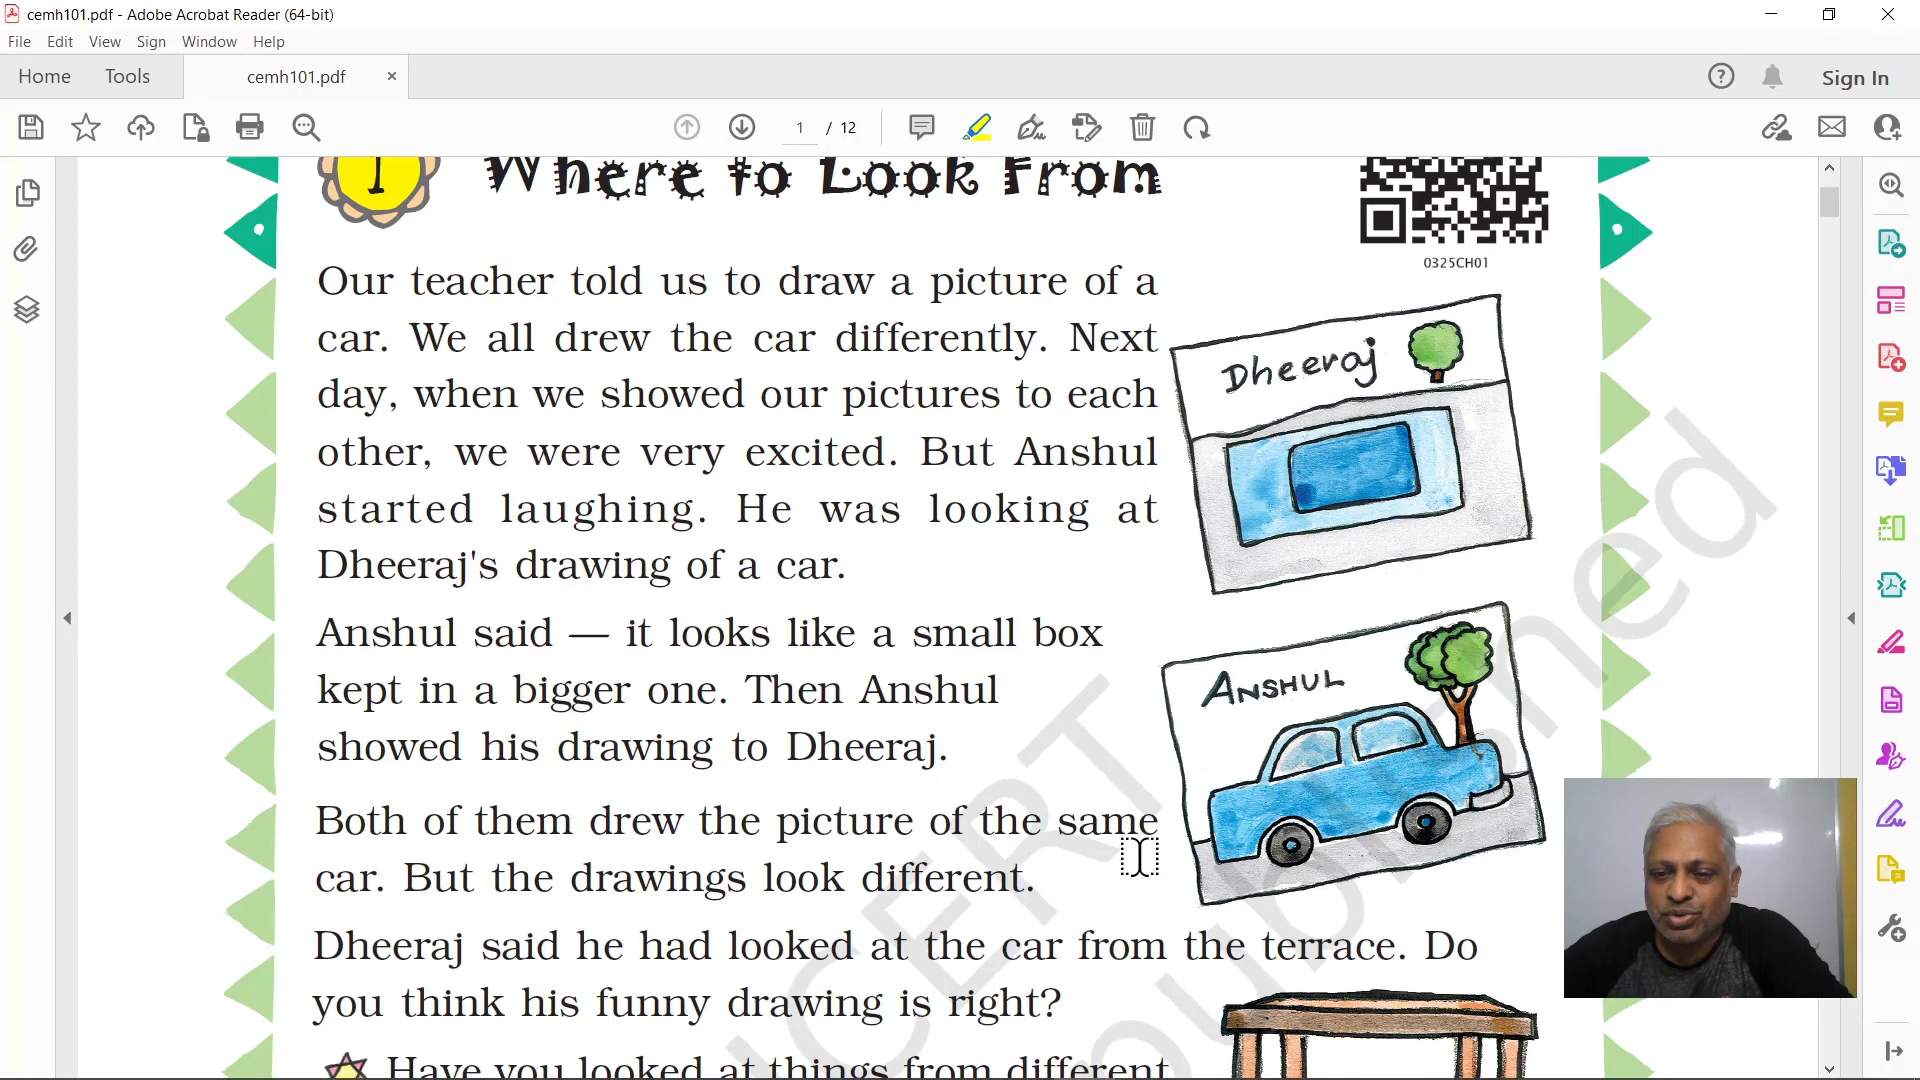 cemh101.pdf - Adobe Acrobat Reader (64-bit)
File Edit View Sign Window Help
Home Tools cemh101.pdf × Sign In
1 / 12
1 Where to Look From
0325CH01
Our teacher told us to draw a picture of a
car. We all drew the car differently. Next
day, when we showed our pictures to each
other, we were very excited. But Anshul
started laughing. He was looking at
Dheeraj's drawing of a car.
Dheeraj
Anshul said — it looks like a small box
kept in a bigger one. Then Anshul
showed his drawing to Dheeraj.
ANSHUL
Both of them drew the picture of the same
car. But the drawings look different.
Dheeraj said he had looked at the car from the terrace. Do
you think his funny drawing is right?
Have you looked at things from different